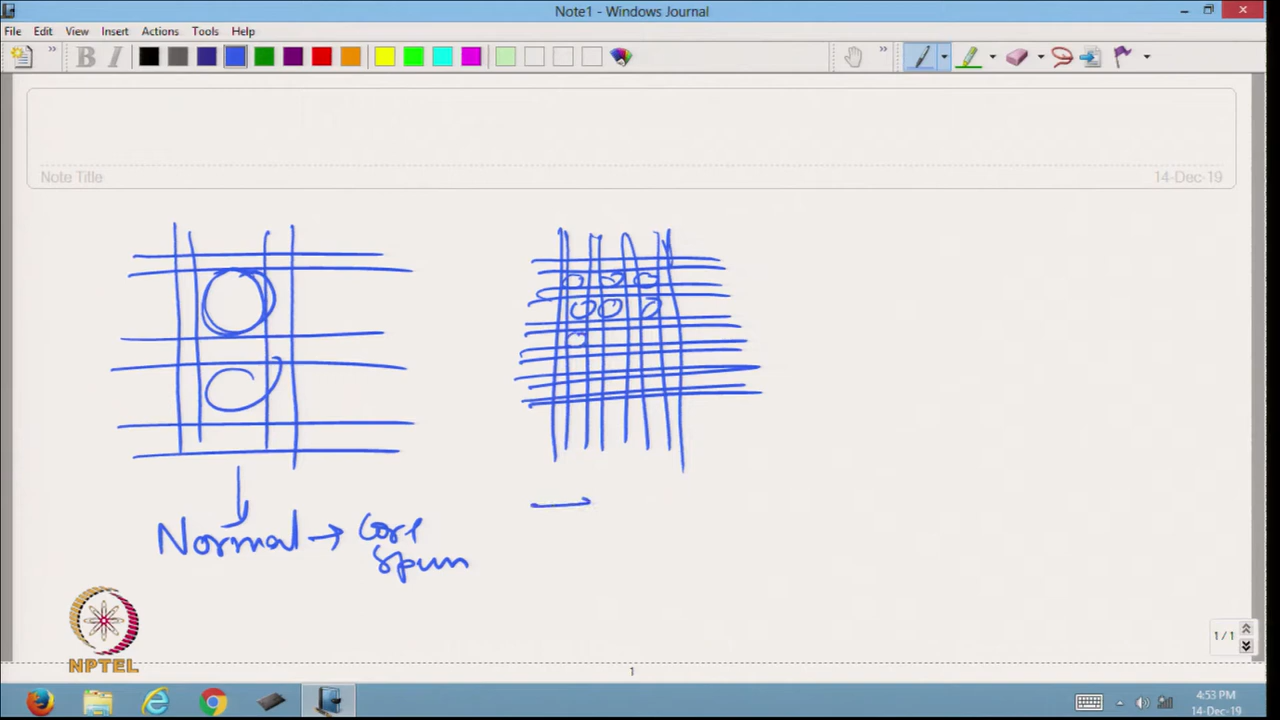 Note1 - Windows Journal
File Edit View Insert Actions Tools Help
B I
Note Title
14-Dec-19
Normal → Core
Spun
NPTEL
1 / 1
1
4:53 PM
14-Dec-19